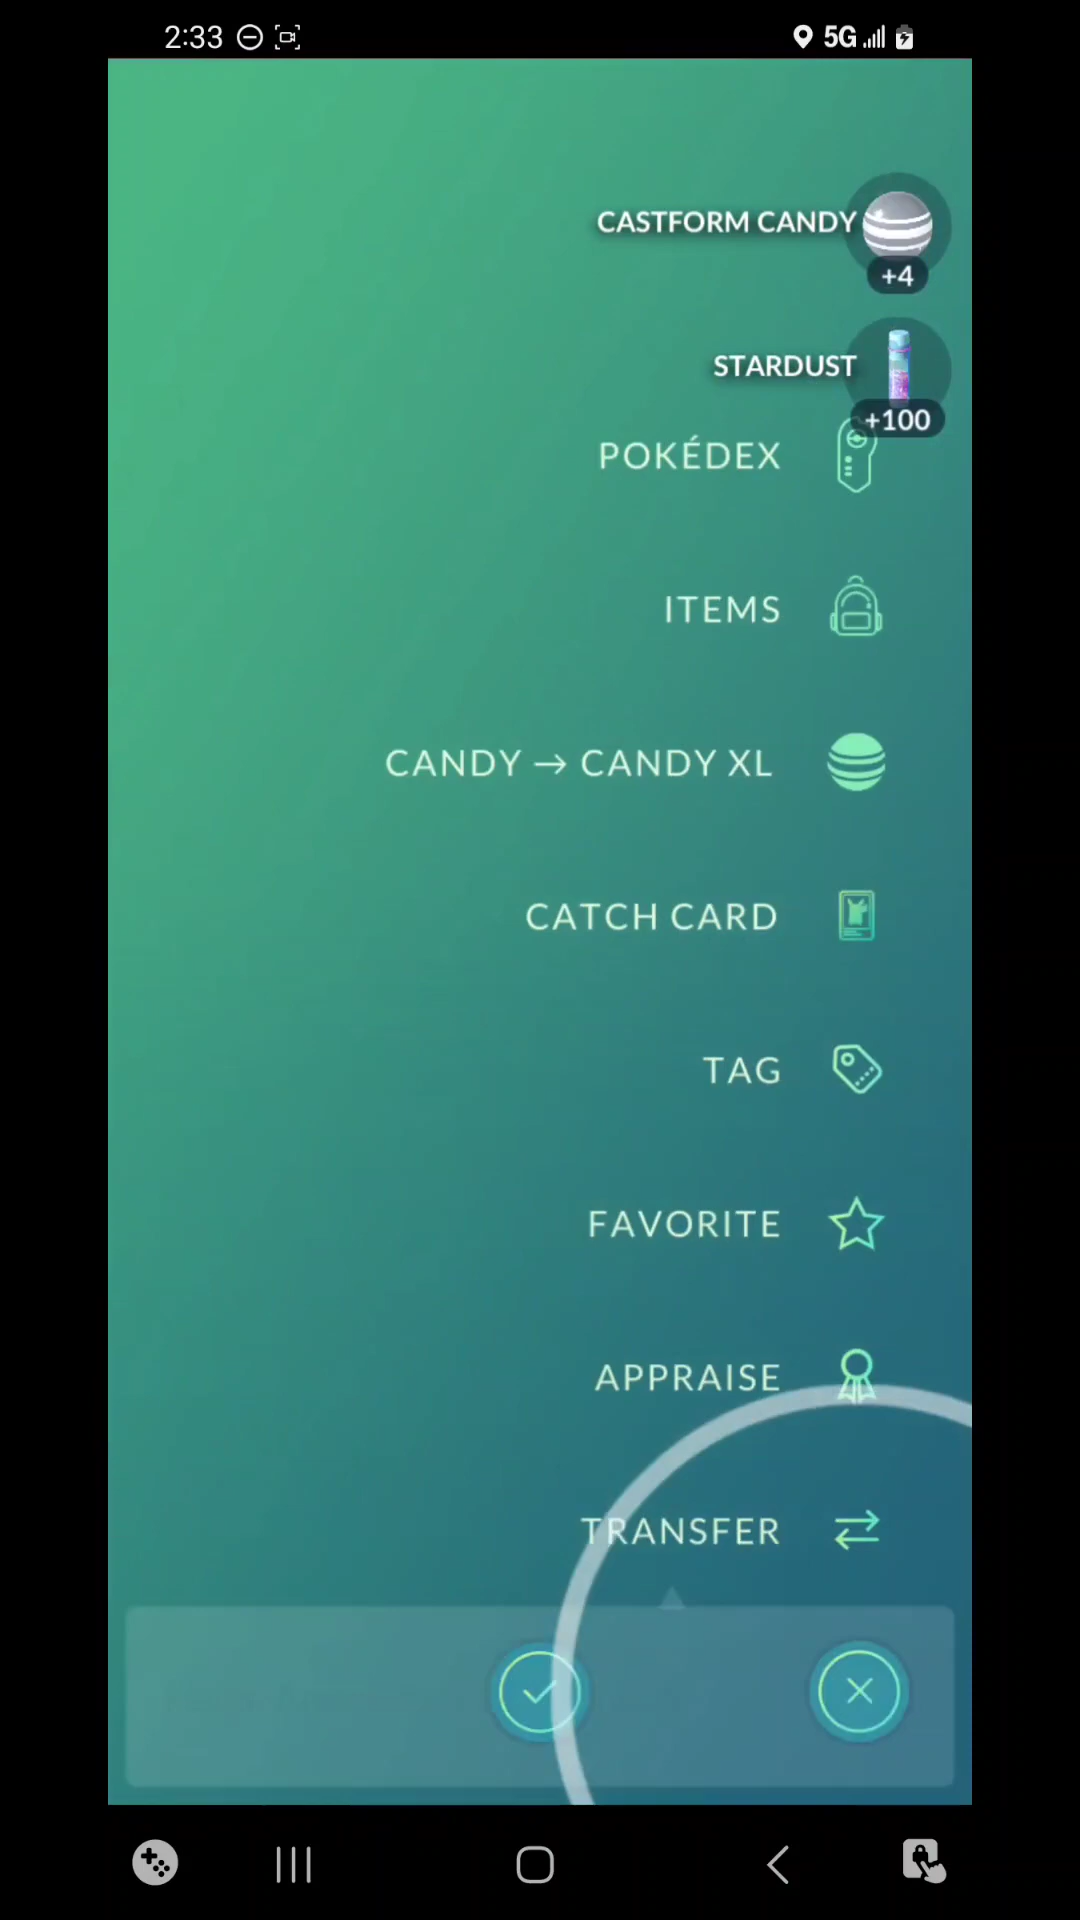 2:33
5G
CASTFORM CANDY
+4
STARDUST
+100
POKÉDEX
ITEMS
CANDY → CANDY XL
CATCH CARD
TAG
FAVORITE
APPRAISE
TRANSFER